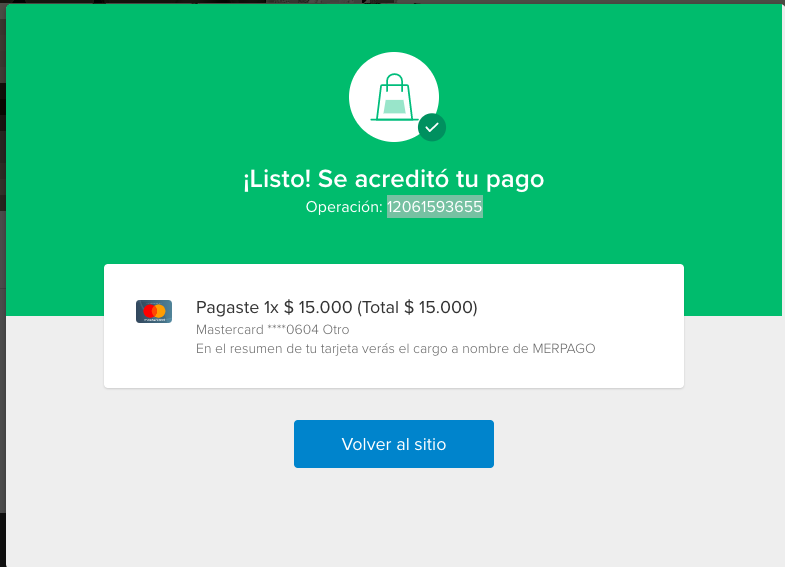 ¡Listo! Se acreditó tu pago
Operación: 12061593655
Pagaste 1x $ 15.000 (Total $ 15.000)
Mastercard ****0604 Otro
En el resumen de tu tarjeta verás el cargo a nombre de MERPAGO
Volver al sitio